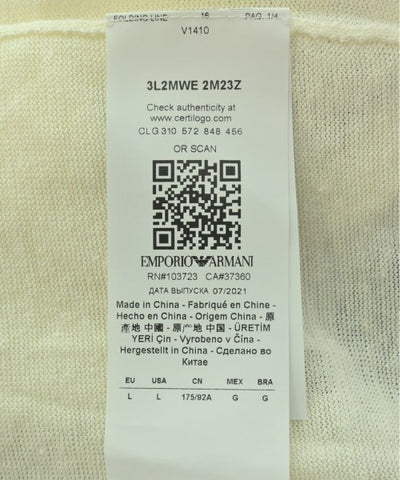 FOLDING LINE 16 PAG. 1/4
V1410
3L2MWE 2M23Z
Check authenticity at
www.certilogo.com
CLG 310 572 848 456
OR SCAN
EMPORIO ARMANI
RN#103723 CA#37360
ДАТА ВЫПУСКА 07/2021
Made in China - Fabriqué en Chine -
Hecho en China - Origem China - 原
產地 中國 - 原产地 中国 - ÜRETİM
YERİ Çin - Vyrobeno v Čína -
Hergestellt in China - Сделано во
Китае
EU USA CN MEX BRA
L L 175/92A G G